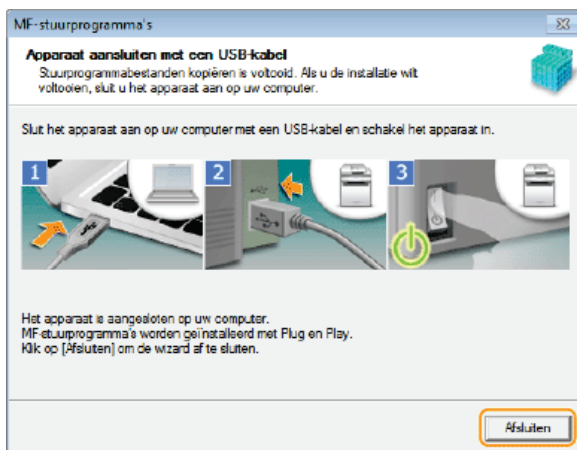 MF-stuurprogramma's
Apparaat aansluiten met een USB-kabel
Stuurprogrammabestanden kopiëren is voltooid. Als u de installatie wilt
voltooien, sluit u het apparaat aan op uw computer.
Sluit het apparaat aan op uw computer met een USB-kabel en schakel het apparaat in.
1 2 3
Het apparaat is aangesloten op uw computer.
MF-stuurprogramma's worden geïnstalleerd met Plug en Play.
Klik op [Afsluiten] om de wizard af te sluiten.
Afsluiten